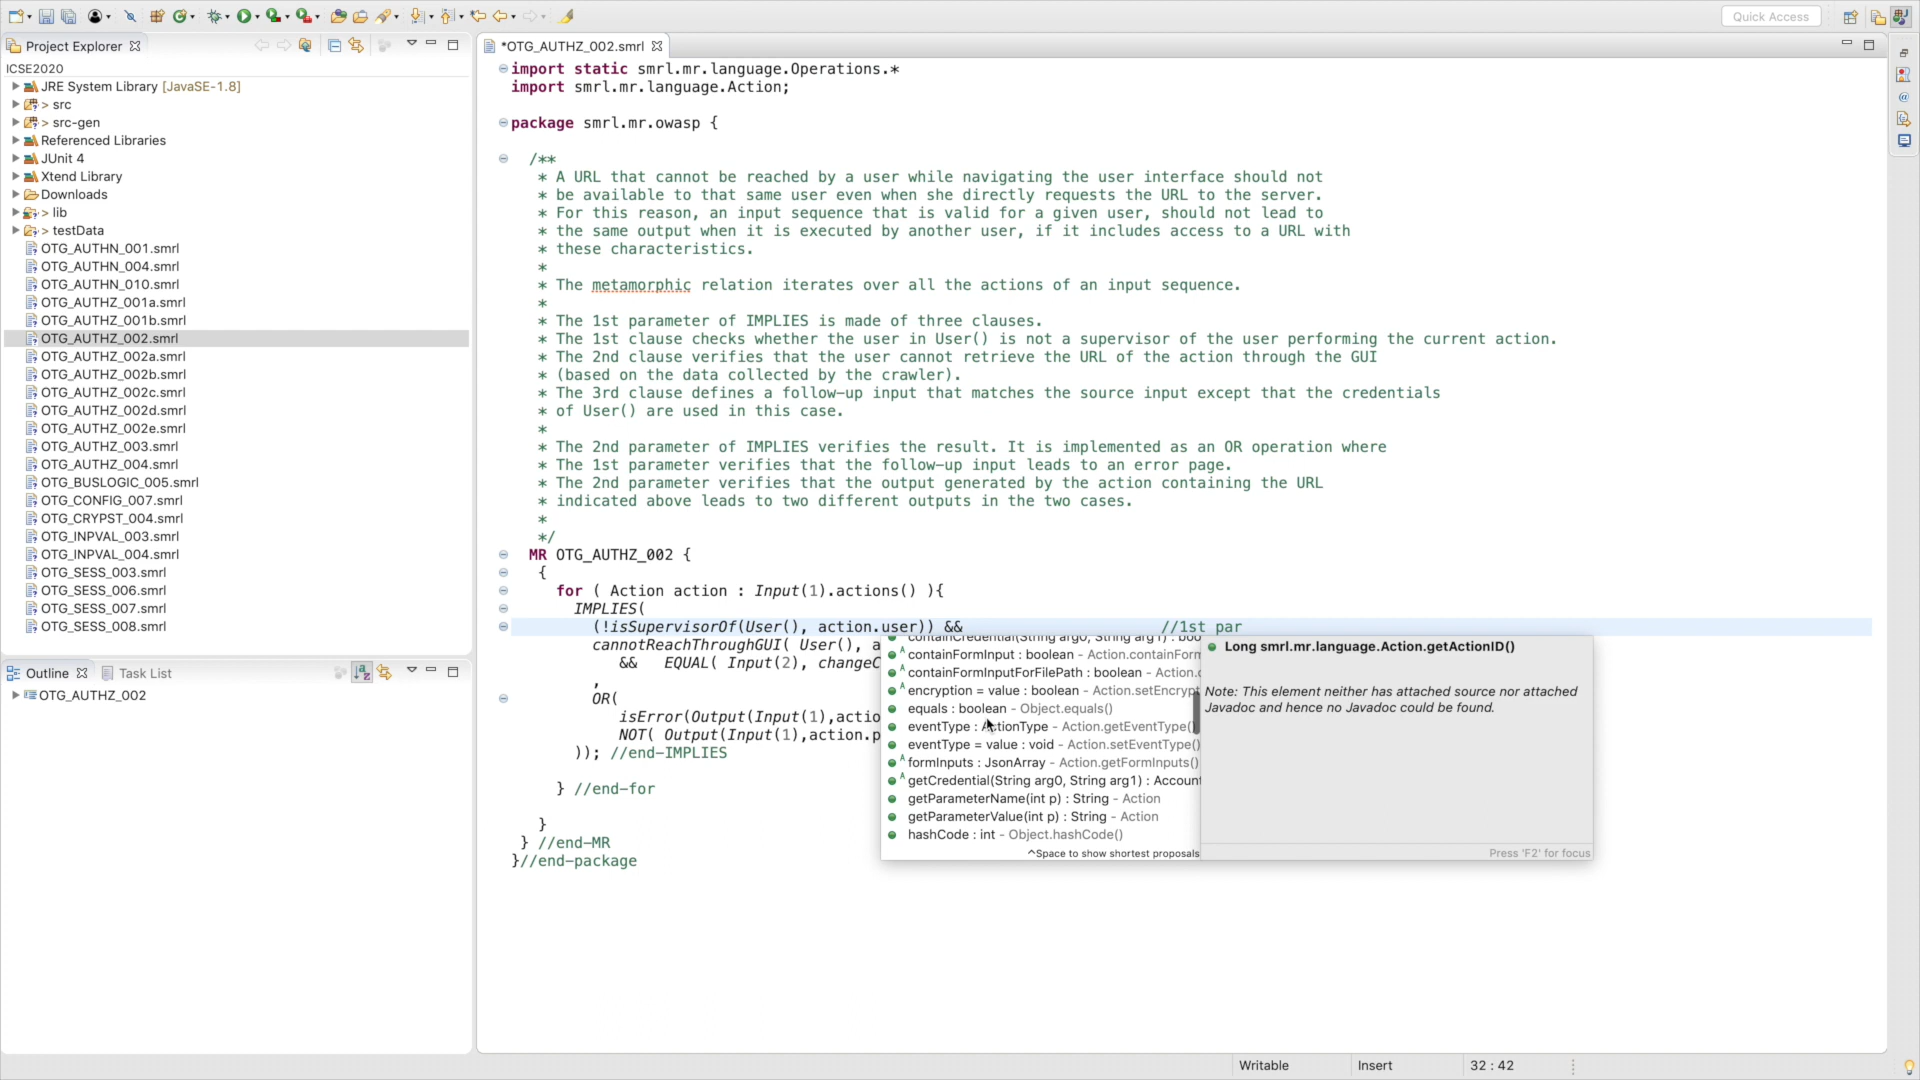 Quick Access
Project Explorer
ICSE2020
JRE System Library [JavaSE-1.8]
> src
> src-gen
Referenced Libraries
JUnit 4
Xtend Library
Downloads
> lib
> testData
OTG_AUTHN_001.smrl
OTG_AUTHN_004.smrl
OTG_AUTHN_010.smrl
OTG_AUTHZ_001a.smrl
OTG_AUTHZ_001b.smrl
OTG_AUTHZ_002.smrl
OTG_AUTHZ_002a.smrl
OTG_AUTHZ_002b.smrl
OTG_AUTHZ_002c.smrl
OTG_AUTHZ_002d.smrl
OTG_AUTHZ_002e.smrl
OTG_AUTHZ_003.smrl
OTG_AUTHZ_004.smrl
OTG_BUSLOGIC_005.smrl
OTG_CONFIG_007.smrl
OTG_CRYPST_004.smrl
OTG_INPVAL_003.smrl
OTG_INPVAL_004.smrl
OTG_SESS_003.smrl
OTG_SESS_006.smrl
OTG_SESS_007.smrl
OTG_SESS_008.smrl
Outline
Task List
OTG_AUTHZ_002
*OTG_AUTHZ_002.smrl
import static smrl.mr.language.Operations.*
import smrl.mr.language.Action;
package smrl.mr.owasp {
/**
* A URL that cannot be reached by a user while navigating the user interface should not
* be available to that same user even when she directly requests the URL to the server.
* For this reason, an input sequence that is valid for a given user, should not lead to
* the same output when it is executed by another user, if it includes access to a URL with
* these characteristics.
*
* The metamorphic relation iterates over all the actions of an input sequence.
*
* The 1st parameter of IMPLIES is made of three clauses.
* The 1st clause checks whether the user in User() is not a supervisor of the user performing the current action.
* The 2nd clause verifies that the user cannot retrieve the URL of the action through the GUI
* (based on the data collected by the crawler).
* The 3rd clause defines a follow-up input that matches the source input except that the credentials
* of User() are used in this case.
*
* The 2nd parameter of IMPLIES verifies the result. It is implemented as an OR operation where
* The 1st parameter verifies that the follow-up input leads to an error page.
* The 2nd parameter verifies that the output generated by the action containing the URL
* indicated above leads to two different outputs in the two cases.
*
*/
MR OTG_AUTHZ_002 {
{
for ( Action action : Input(1).actions() ){
IMPLIES(
(!isSupervisorOf(User(), action.user)) && //1st par
cannotReachThroughGUI( User(), a
&& EQUAL( Input(2), changeC
,
OR(
isError(Output(Input(1),actio
NOT( Output(Input(1),action.p
)); //end-IMPLIES
} //end-for
}
} //end-MR
}//end-package
containCredential(String arg0, String arg1) : boo
containFormInput : boolean - Action.containForm
containFormInputForFilePath : boolean - Action.c
encryption = value : boolean - Action.setEncrypt
equals : boolean - Object.equals()
eventType : ActionType - Action.getEventType()
eventType = value : void - Action.setEventType()
formInputs : JsonArray - Action.getFormInputs()
getCredential(String arg0, String arg1) : Account
getParameterName(int p) : String - Action
getParameterValue(int p) : String - Action
hashCode : int - Object.hashCode()
^Space to show shortest proposals
Long smrl.mr.language.Action.getActionID()
Note: This element neither has attached source nor attached
Javadoc and hence no Javadoc could be found.
Press 'F2' for focus
Writable
Insert
32 : 42